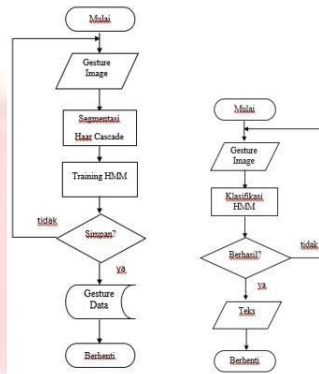 Mulai
Gesture
Image
Segmentasi
Haar Cascade
Training HMM
tidak
Simpan?
ya
Gesture
Data
Berhenti
Mulai
Gesture
Image
Klasifikasi
HMM
Berhasil?
tidak
ya
Teks
Berhenti